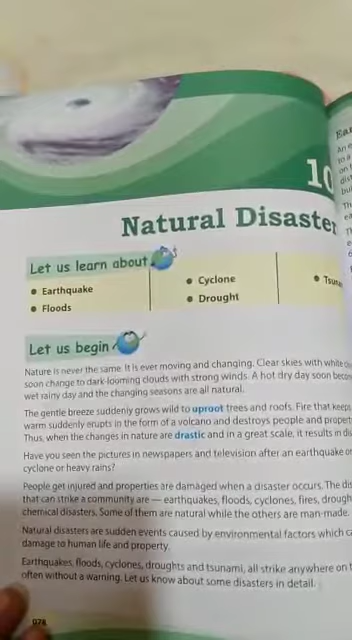 10
Natural Disaster
Let us learn about
Earthquake
Floods
Cyclone
Drought
Let us begin
Nature is never the same. It is ever moving and changing. Clear skies with white
soon change to dark-looming clouds with strong winds. A hot dry day soon
wet rainy day and the changing seasons are all natural.
The gentle breeze suddenly grows wild to uproot trees and roofs. Fire that keeps
warm suddenly erupts in the form of a volcano and destroys people and
Thus, when the changes in nature are drastic and in a great scale, it results in
Have you seen the pictures in newspapers and television after an earthquake or
cyclone or heavy rains?
People get injured and properties are damaged when a disaster occurs. The
that can strike a community are — earthquakes, floods, cyclones, fires,
chemical disasters. Some of them are natural while the others are man-made.
Natural disasters are sudden events caused by environmental factors which
damage to human life and property.
Earthquakes, floods, cyclones, droughts and tsunami, all strike anywhere on
often without a warning. Let us know about some disasters in detail.
078